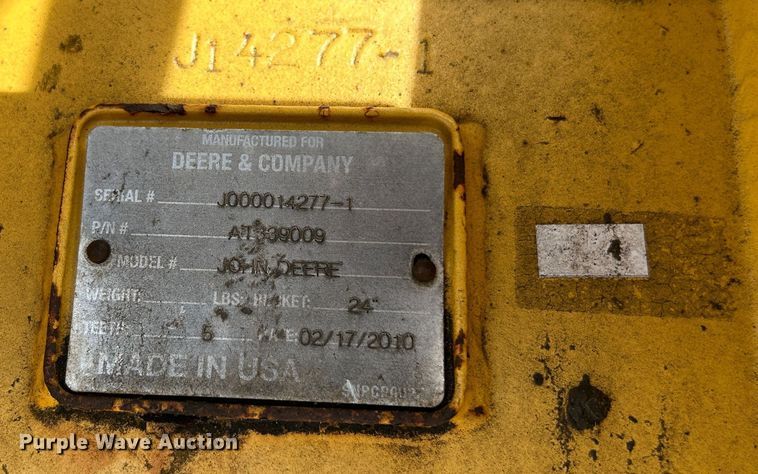 J14277-1
MANUFACTURED FOR
DEERE & COMPANY
SERIAL # J000014277-1
P/N # AT339009
MODEL # JOHN DEERE
WEIGHT: LBS. BUCKET: 24"
TEETH: 5 DATE: 02/17/2010
MADE IN USA
Purple Wave Auction